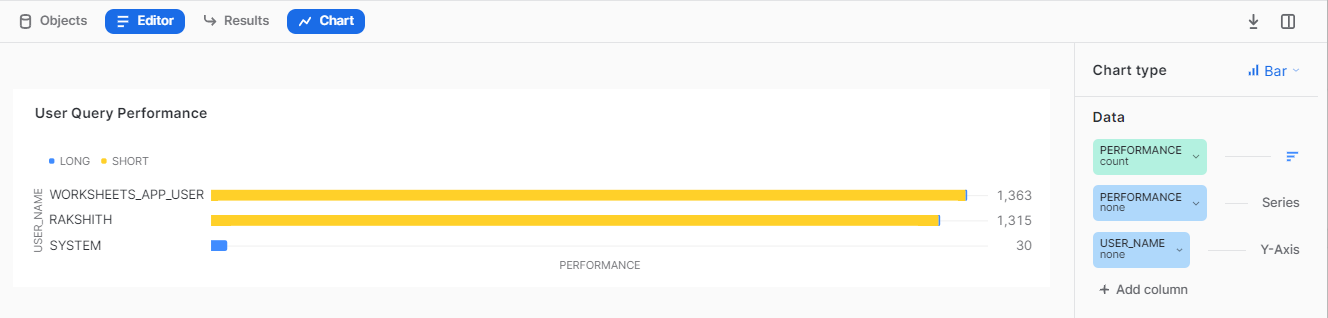 Objects Editor Results Chart
Chart type Bar
User Query Performance
LONG SHORT
USER_NAME
WORKSHEETS_APP_USER 1,363
RAKSHITH 1,315
SYSTEM 30
PERFORMANCE
Data
PERFORMANCE
count
PERFORMANCE
none
Series
USER_NAME
none
Y-Axis
+ Add column